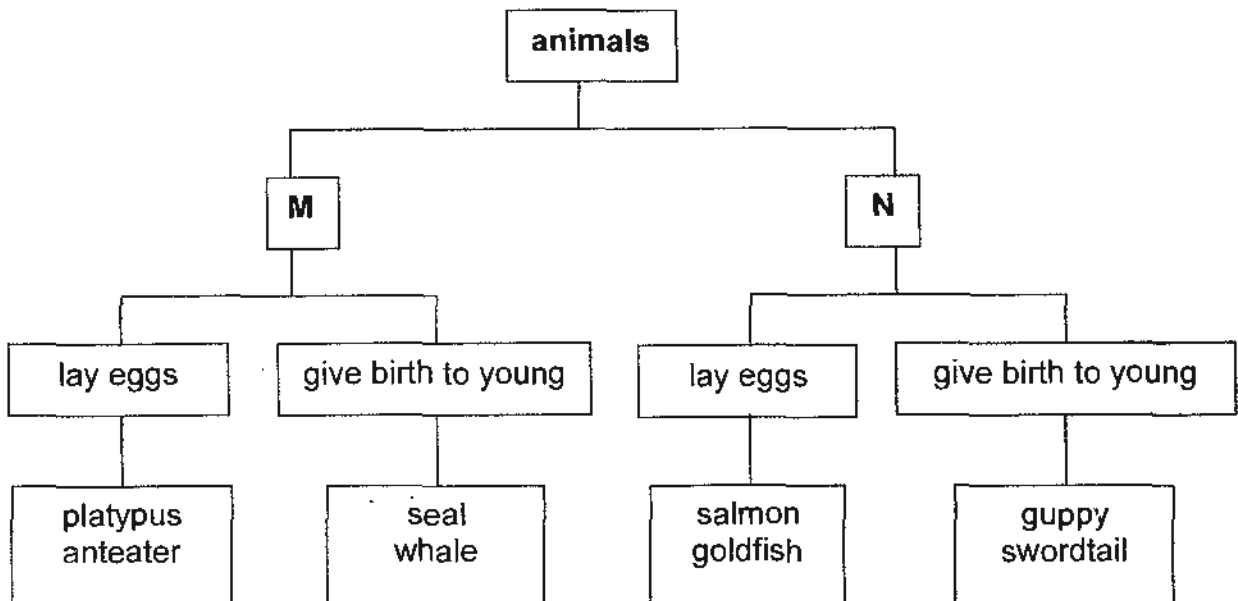 animals
M
N
lay eggs
give birth to young
lay eggs
give birth to young
platypus
anteater
seal
whale
salmon
goldfish
guppy
swordtail